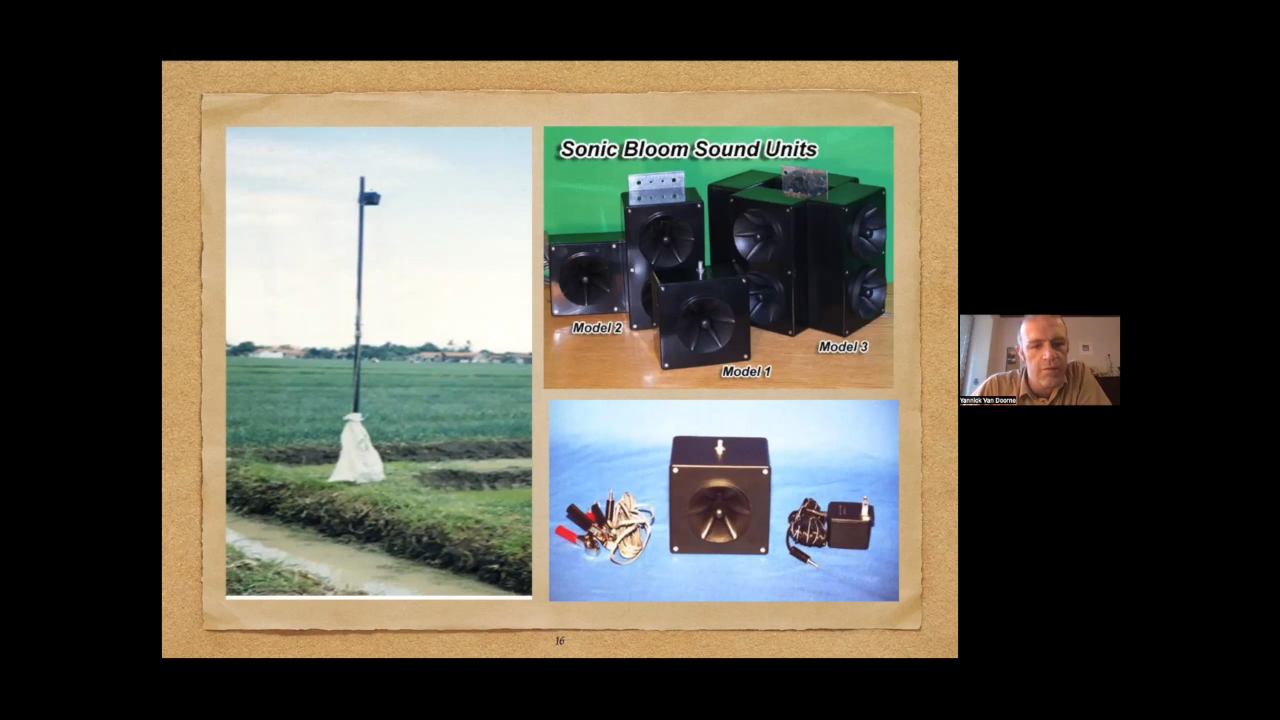 Sonic Bloom Sound Units
Model 2
Model 3
Model 1
16
Yannick Van Doorne